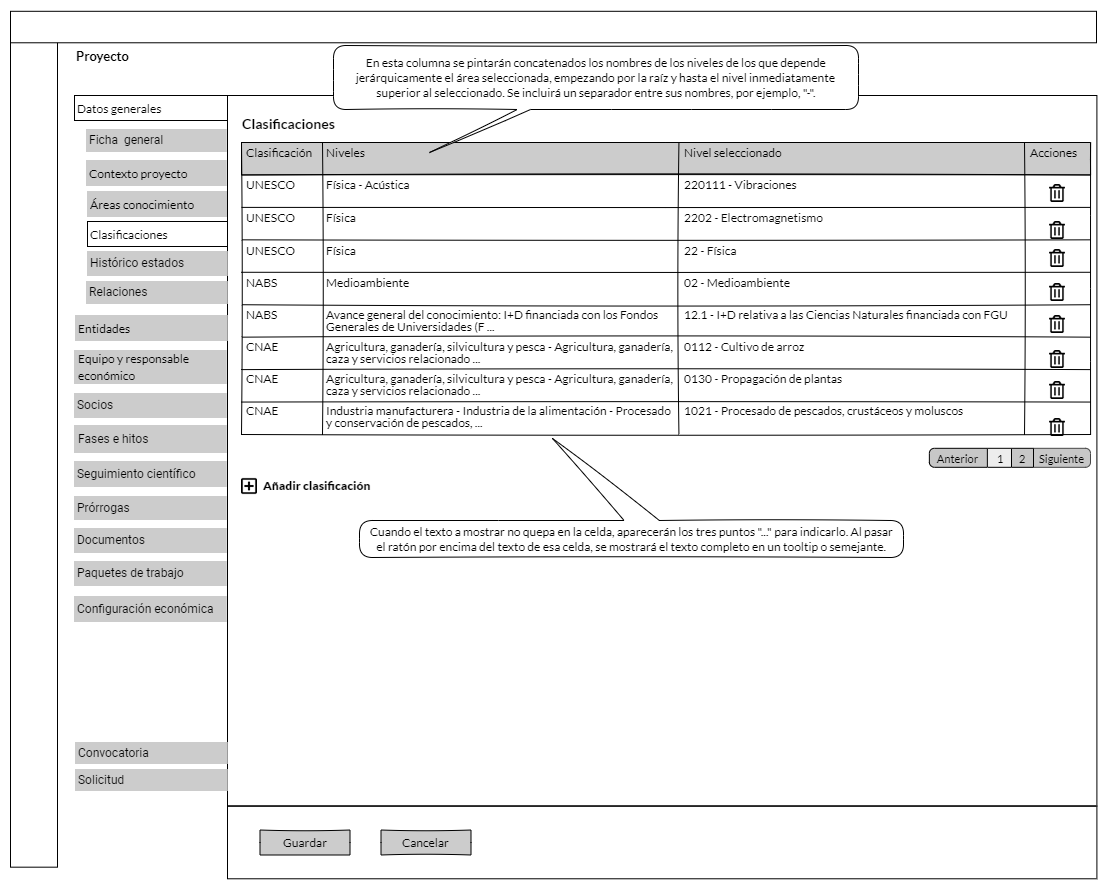 Proyecto
En esta columna se pintarán concatenados los nombres de los niveles de los que depende
jerárquicamente el área seleccionada, empezando por la raíz y hasta el nivel inmediatamente
superior al seleccionado. Se incluirá un separador entre sus nombres, por ejemplo, "-".
Datos generales
Ficha general
Contexto proyecto
Áreas conocimiento
Clasificaciones
Histórico estados
Relaciones
Entidades
Equipo y responsable
económico
Socios
Fases e hitos
Seguimiento científico
Prórrogas
Documentos
Paquetes de trabajo
Configuración económica
Convocatoria
Solicitud
Clasificaciones
Clasificación Niveles Nivel seleccionado Acciones
UNESCO Física - Acústica 220111 - Vibraciones
UNESCO Física 2202 - Electromagnetismo
UNESCO Física 22 - Física
NABS Medioambiente 02 - Medioambiente
NABS Avance general del conocimiento: I+D financiada con los Fondos 12.1 - I+D relativa a las Ciencias Naturales financiada con FGU
Generales de Universidades (F ...
CNAE Agricultura, ganadería, silvicultura y pesca - Agricultura, ganadería, 0112 - Cultivo de arroz
caza y servicios relacionado ...
CNAE Agricultura, ganadería, silvicultura y pesca - Agricultura, ganadería, 0130 - Propagación de plantas
caza y servicios relacionado ...
CNAE Industria manufacturera - Industria de la alimentación - Procesado 1021 - Procesado de pescados, crustáceos y moluscos
y conservación de pescados, ...
Anterior 1 2 Siguiente
Añadir clasificación
Cuando el texto a mostrar no quepa en la celda, aparecerán los tres puntos "..." para indicarlo. Al pasar
el ratón por encima del texto de esa celda, se mostrará el texto completo en un tooltip o semejante.
Guardar Cancelar